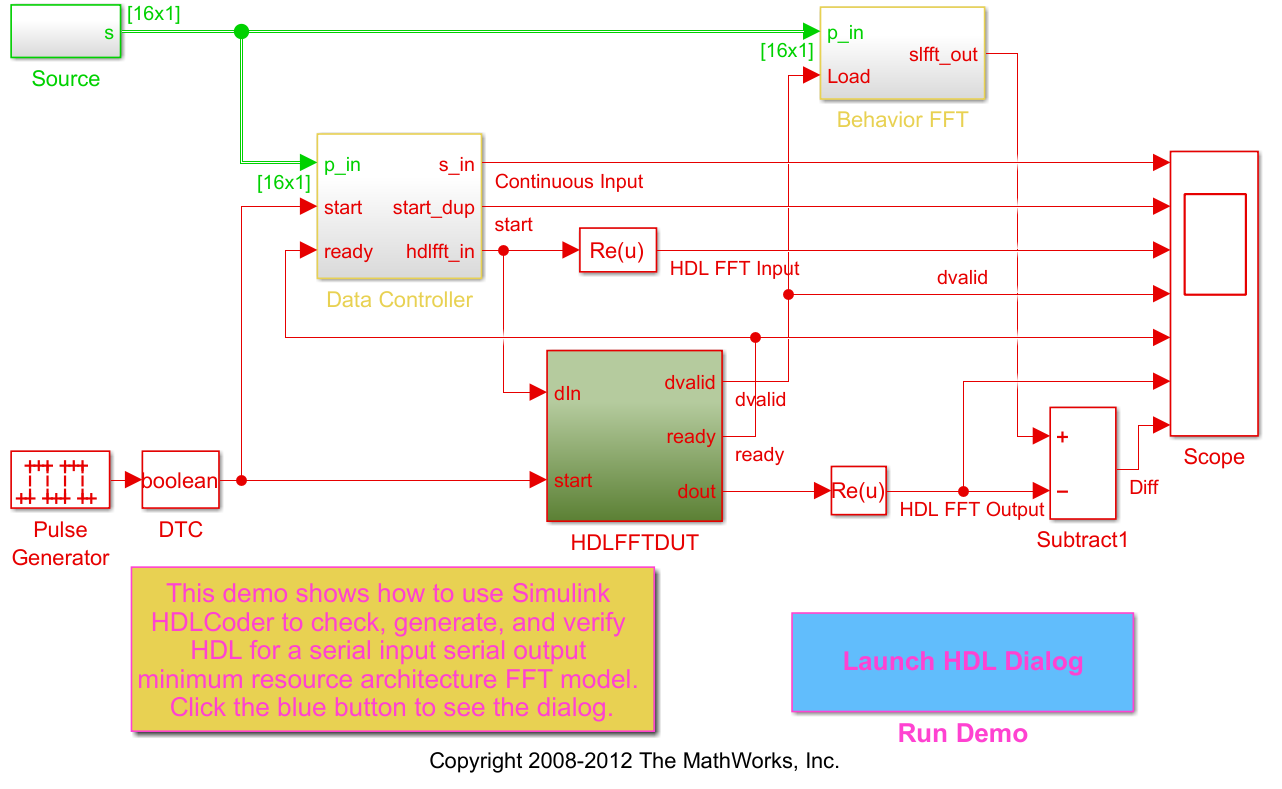 [16x1]
s
Source
p_in
[16x1]
slfft_out
Load
Behavior FFT
p_in
s_in
[16x1]
Continuous Input
start
start_dup
start
ready
hdlfft_in
Re(u)
HDL FFT Input
dvalid
Data Controller
dvalid
dIn
dvalid
ready
ready
start
dout
HDLFFTDUT
boolean
DTC
Pulse
Generator
Re(u)
HDL FFT Output
+
−
Diff
Subtract1
Scope
This demo shows how to use Simulink
HDLCoder to check, generate, and verify
HDL for a serial input serial output
minimum resource architecture FFT model.
Click the blue button to see the dialog.
Launch HDL Dialog
Run Demo
Copyright 2008-2012 The MathWorks, Inc.